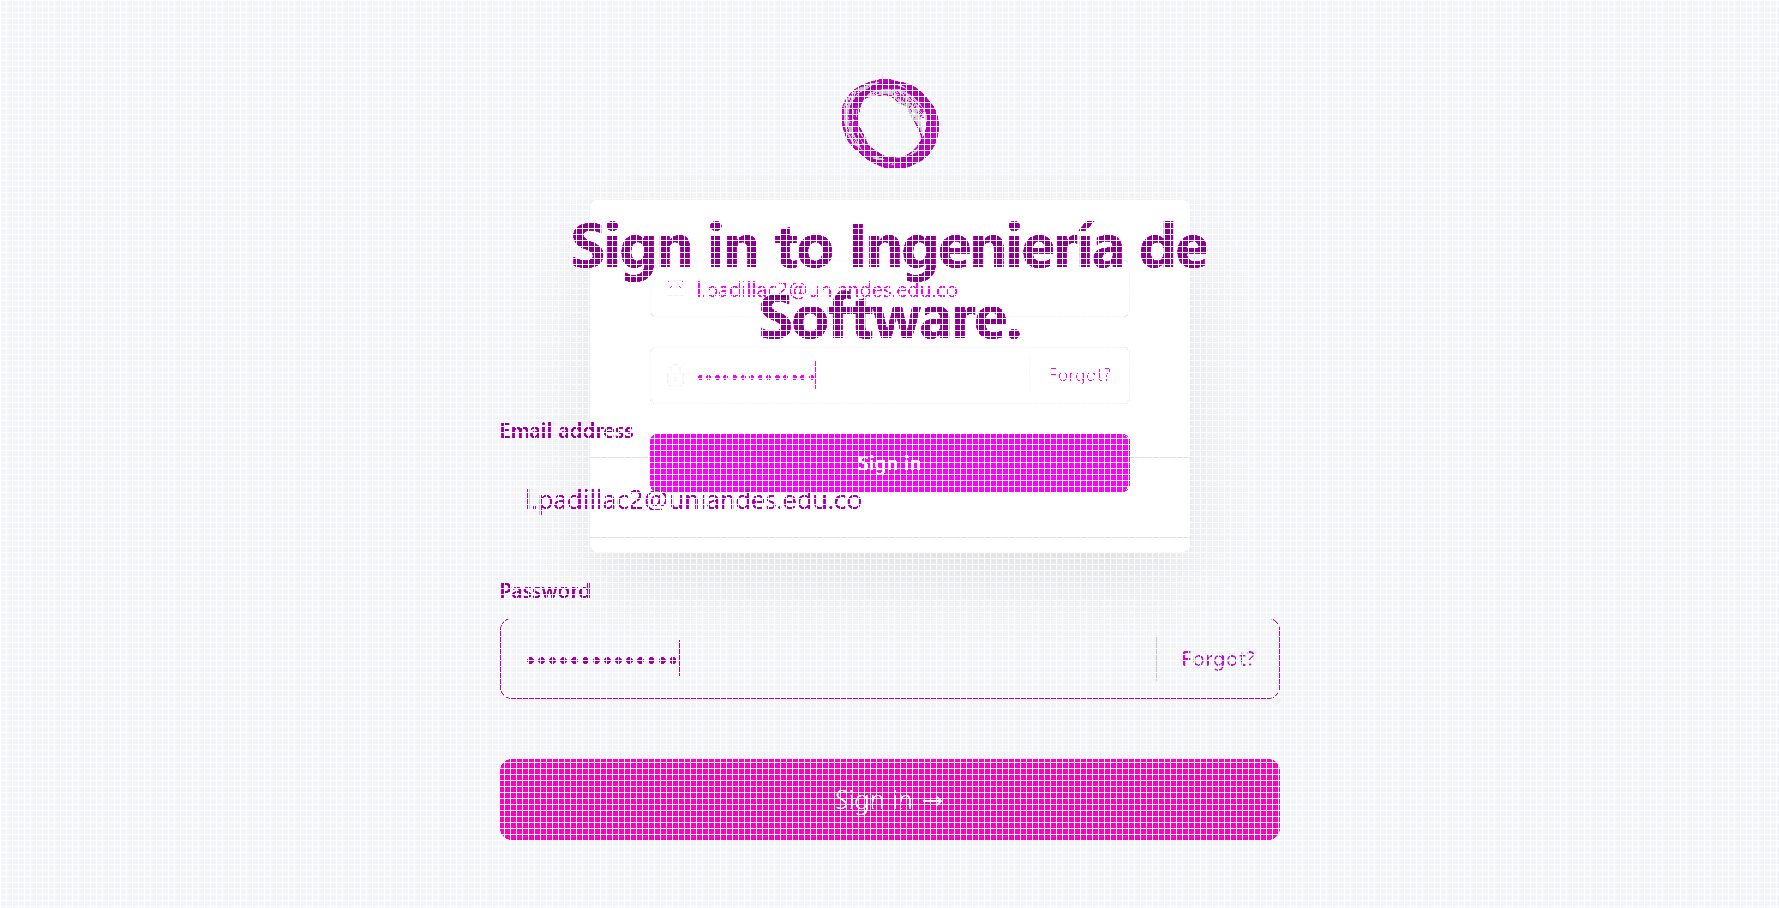 Sign in to Ingeniería de
Software.
l.padillac2@uniandes.edu.co
•••••••••••••
Forgot?
Email address
Sign in
l.padillac2@uniandes.edu.co
Password
•••••••••••••
Forgot?
Sign in →